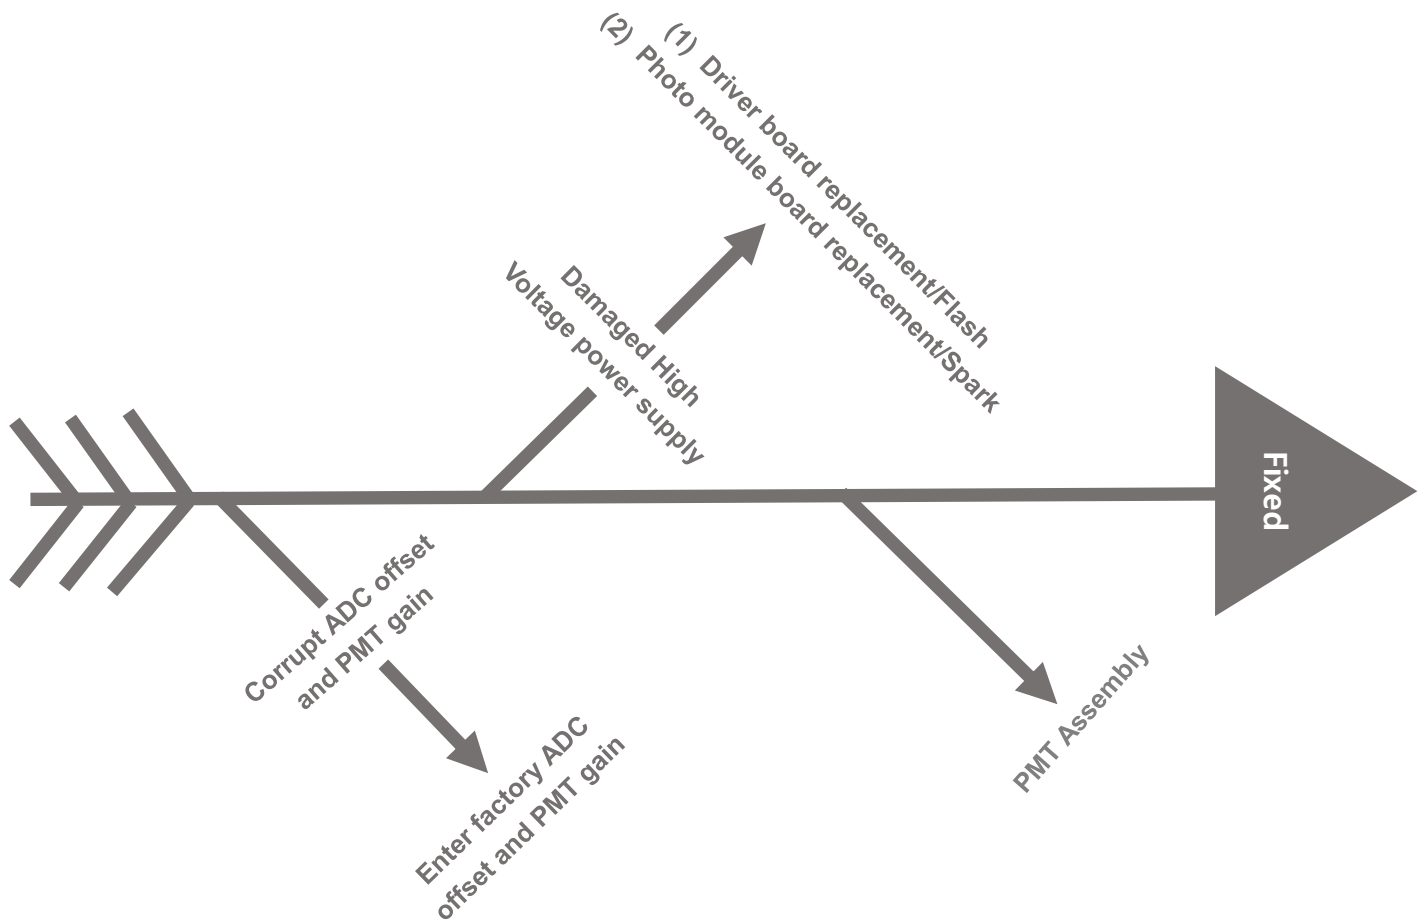 (1) Driver board replacement/Flash
(2) Photo module board replacement/Spark
Damaged High
Voltage power supply
Fixed
Corrupt ADC offset
and PMT gain
Enter factory ADC
offset and PMT gain
PMT Assembly